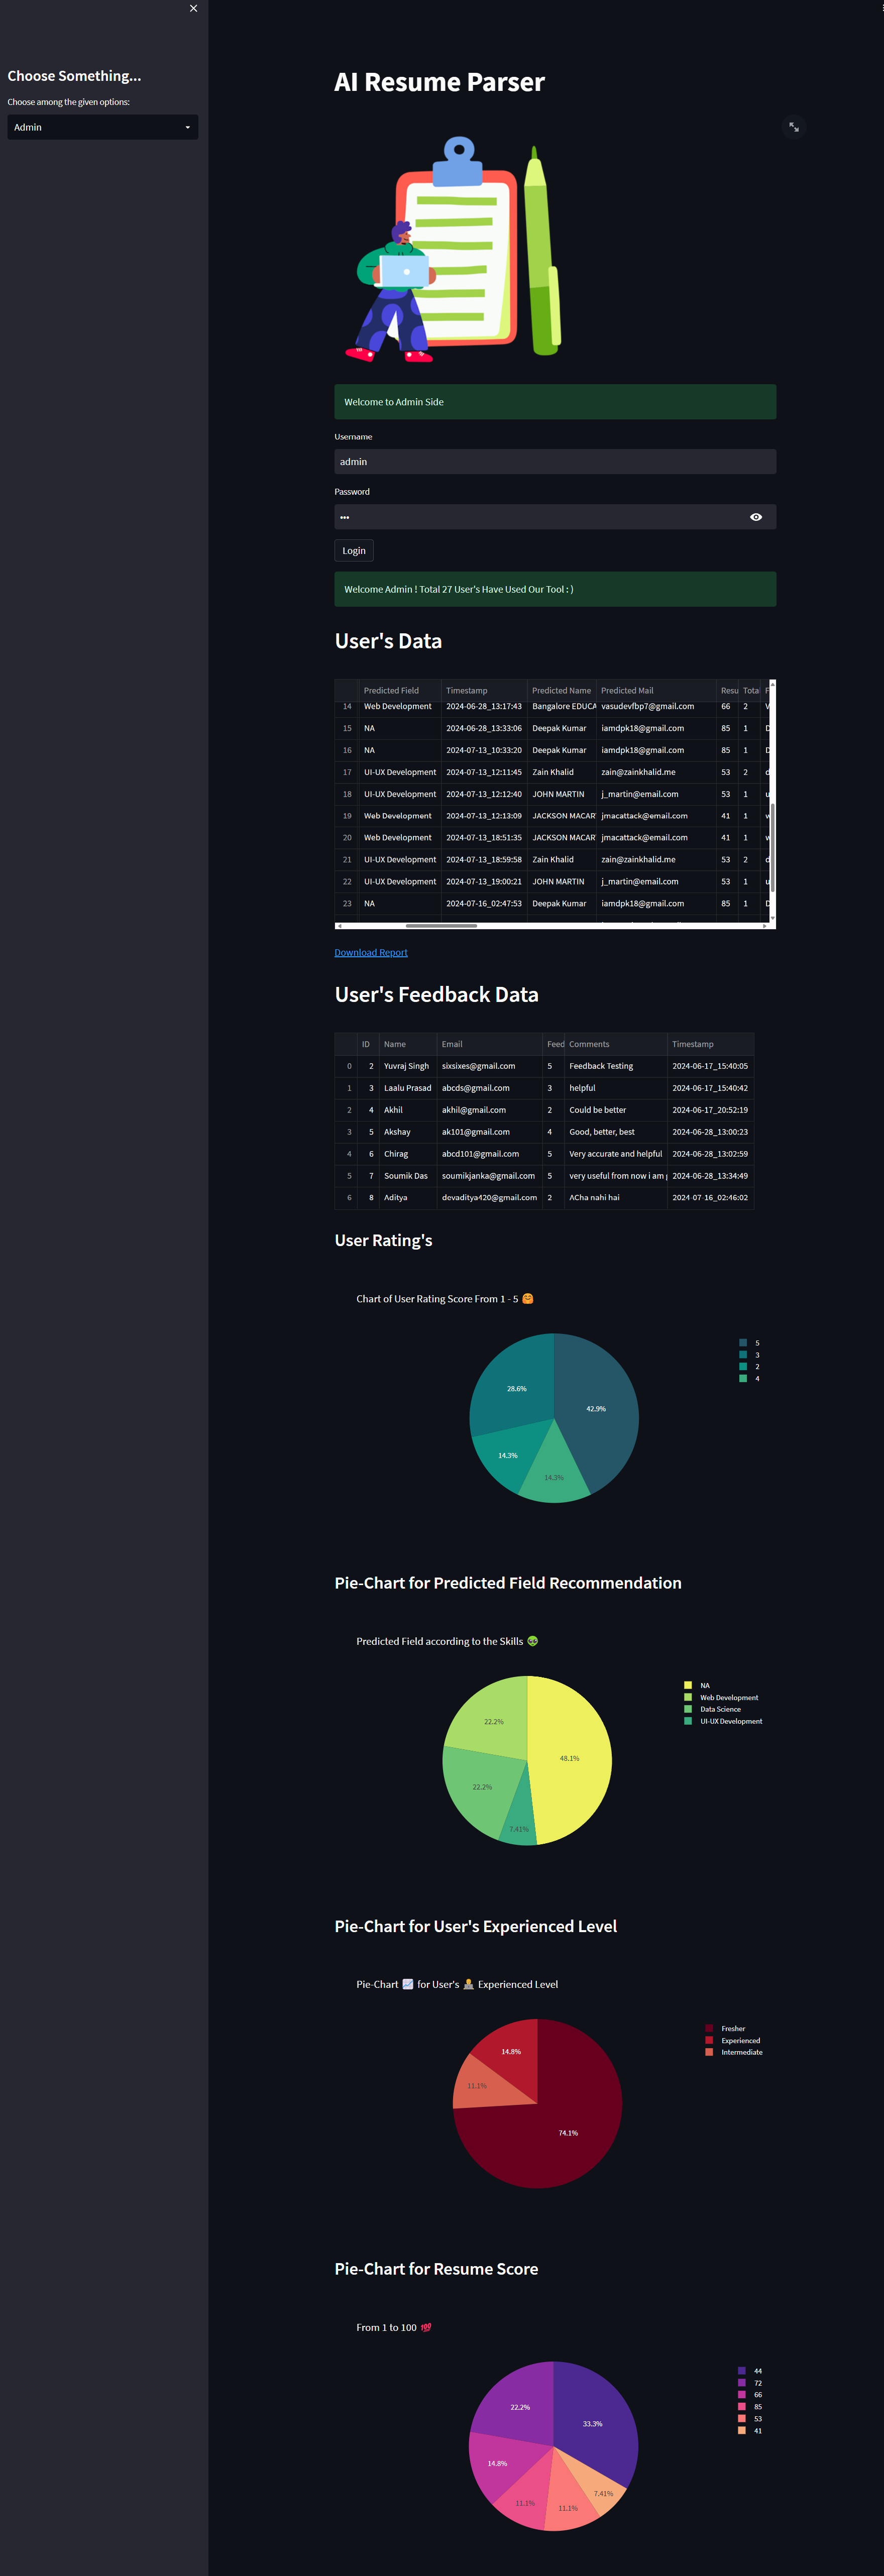 Choose Something...
Choose among the given options:
Admin
AI Resume Parser
Welcome to Admin Side
Username
admin
Password
•••
Login
Welcome Admin ! Total 27 User's Have Used Our Tool : )
User's Data
Predicted Field Timestamp Predicted Name Predicted Mail Resu Tota F
14 Web Development 2024-06-28_13:17:43 Bangalore EDUCA vasudevfbp7@gmail.com 66 2 V
15 NA 2024-06-28_13:33:06 Deepak Kumar iamdpk18@gmail.com 85 1 D
16 NA 2024-07-13_10:33:20 Deepak Kumar iamdpk18@gmail.com 85 1 D
17 UI-UX Development 2024-07-13_12:11:45 Zain Khalid zain@zainkhalid.me 53 2 d
18 UI-UX Development 2024-07-13_12:12:40 JOHN MARTIN j_martin@email.com 53 1 u
19 Web Development 2024-07-13_12:13:09 JACKSON MACAR jmacattack@email.com 41 1 w
20 Web Development 2024-07-13_18:51:35 JACKSON MACAR jmacattack@email.com 41 1 w
21 UI-UX Development 2024-07-13_18:59:58 Zain Khalid zain@zainkhalid.me 53 2 d
22 UI-UX Development 2024-07-13_19:00:21 JOHN MARTIN j_martin@email.com 53 1 u
23 NA 2024-07-16_02:47:53 Deepak Kumar iamdpk18@gmail.com 85 1 D
Download Report
User's Feedback Data
ID Name Email Feed Comments Timestamp
0 2 Yuvraj Singh sixsixes@gmail.com 5 Feedback Testing 2024-06-17_15:40:05
1 3 Laalu Prasad abcds@gmail.com 3 helpful 2024-06-17_15:40:42
2 4 Akhil akhil@gmail.com 2 Could be better 2024-06-17_20:52:19
3 5 Akshay ak101@gmail.com 4 Good, better, best 2024-06-28_13:00:23
4 6 Chirag abcd101@gmail.com 5 Very accurate and helpful 2024-06-28_13:02:59
5 7 Soumik Das soumikjanka@gmail.com 5 very useful from now i am 2024-06-28_13:34:49
6 8 Aditya devaditya420@gmail.com 2 ACha nahi hai 2024-07-16_02:46:02
User Rating's
Chart of User Rating Score From 1 - 5 🤗
5
3
2
4
28.6%
42.9%
14.3%
14.3%
Pie-Chart for Predicted Field Recommendation
Predicted Field according to the Skills 👽
NA
Web Development
Data Science
UI-UX Development
22.2%
48.1%
22.2%
7.41%
Pie-Chart for User's Experienced Level
Pie-Chart 📈 for User's 👨‍💻 Experienced Level
Fresher
Experienced
Intermediate
14.8%
11.1%
74.1%
Pie-Chart for Resume Score
From 1 to 100 💯
44
72
66
85
53
41
22.2%
33.3%
14.8%
7.41%
11.1%
11.1%